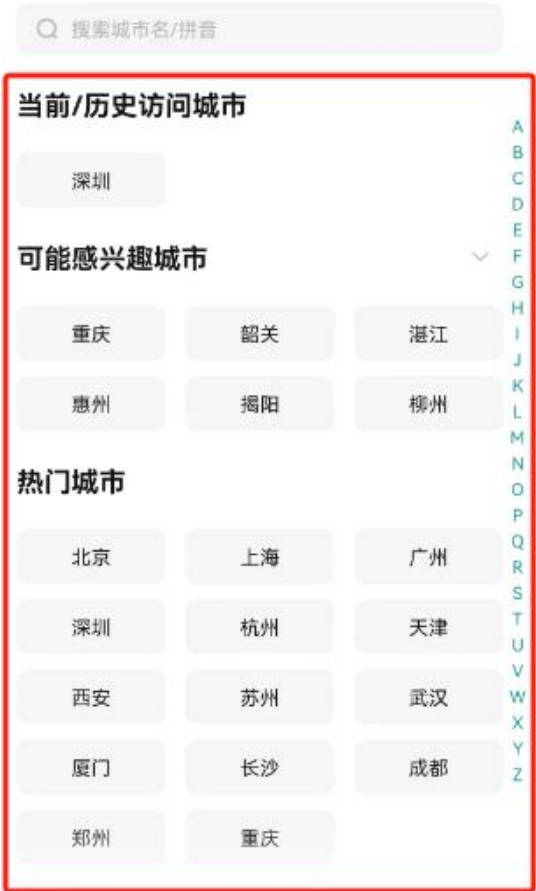 搜索城市名/拼音
当前/历史访问城市
深圳
可能感兴趣城市
重庆 韶关 湛江
惠州 揭阳 柳州
热门城市
北京 上海 广州
深圳 杭州 天津
西安 苏州 武汉
厦门 长沙 成都
郑州 重庆
A
B
C
D
E
F
G
H
I
J
K
L
M
N
O
P
Q
R
S
T
U
V
W
X
Y
Z